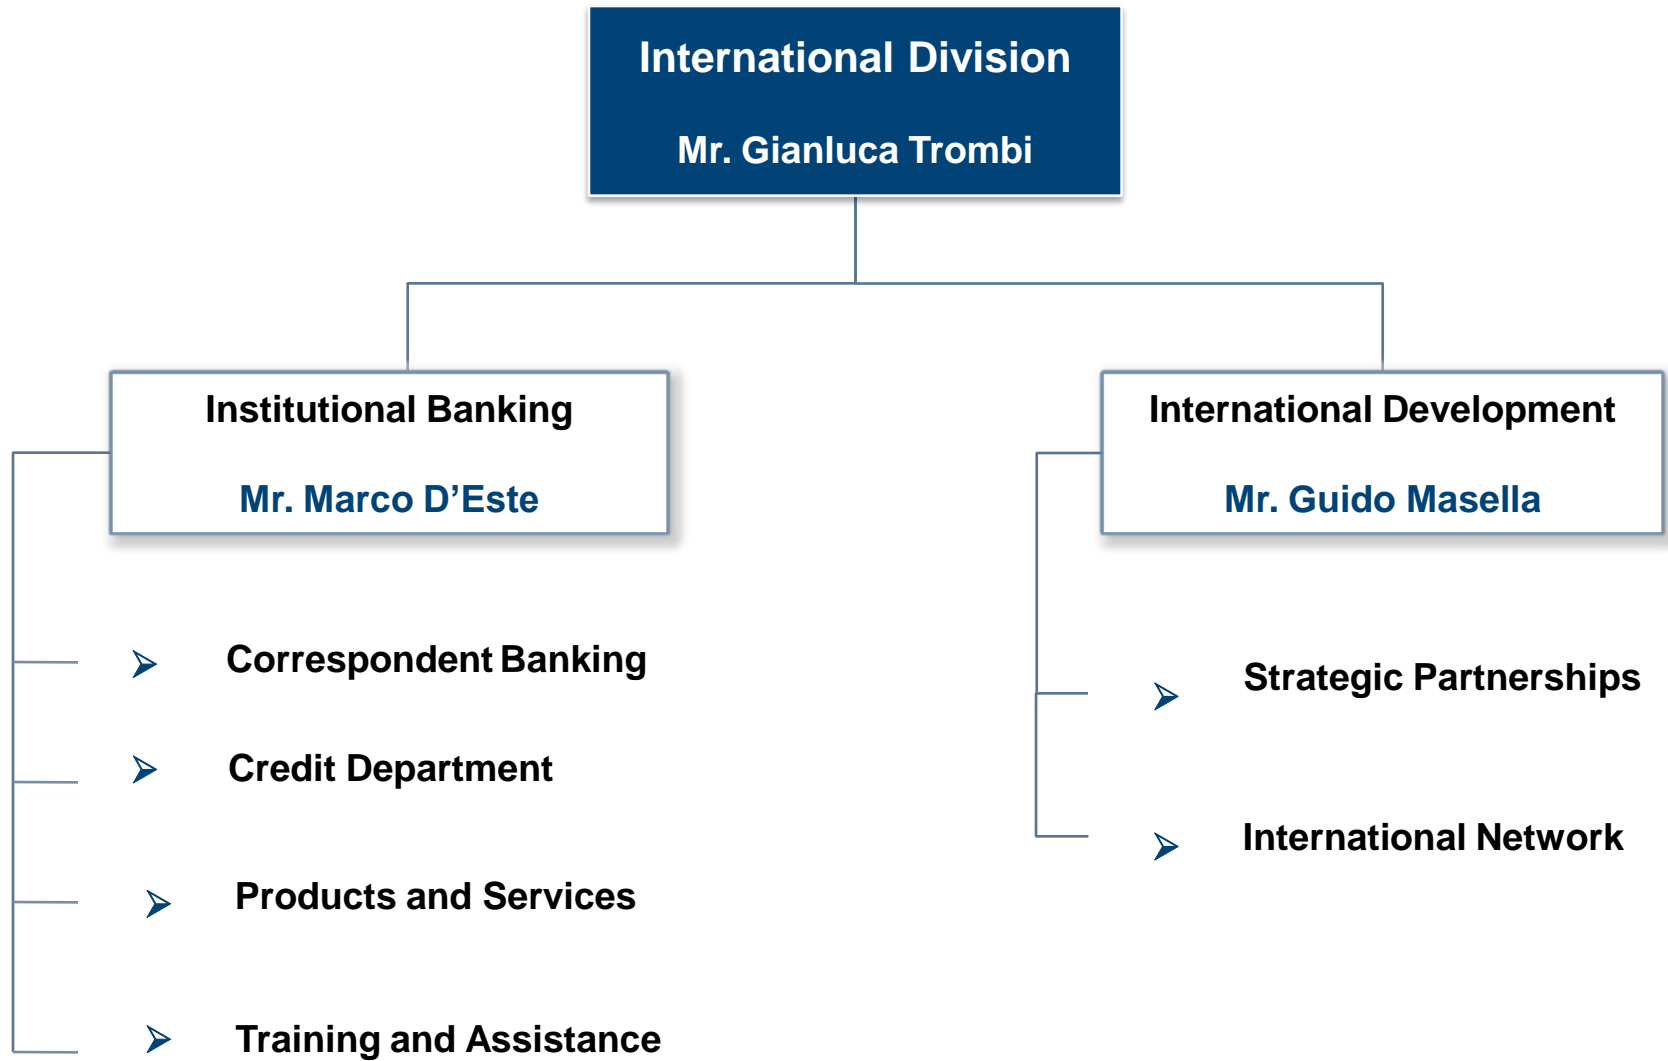 International Division
Mr. Gianluca Trombi
Institutional Banking
Mr. Marco D’Este
Correspondent Banking
Credit Department
Products and Services
Training and Assistance
International Development
Mr. Guido Masella
Strategic Partnerships
International Network